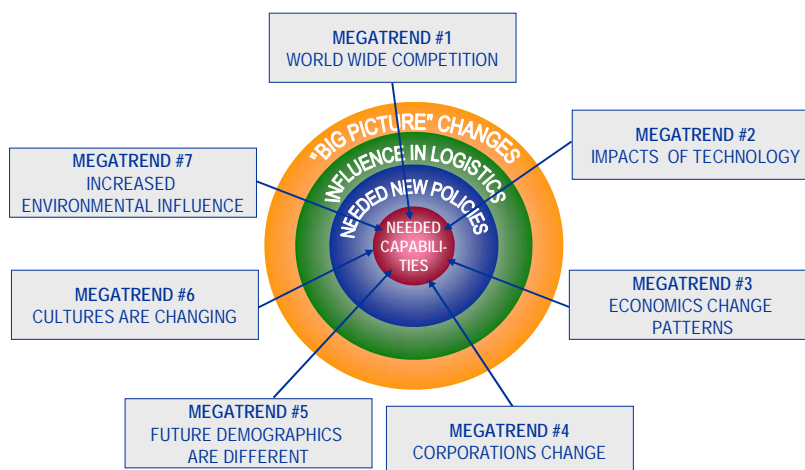 MEGATREND #1
WORLD WIDE COMPETITION
MEGATREND #2
IMPACTS OF TECHNOLOGY
MEGATREND #3
ECONOMICS CHANGE
PATTERNS
MEGATREND #4
CORPORATIONS CHANGE
MEGATREND #5
FUTURE DEMOGRAPHICS
ARE DIFFERENT
MEGATREND #6
CULTURES ARE CHANGING
MEGATREND #7
INCREASED
ENVIRONMENTAL INFLUENCE
"BIG PICTURE" CHANGES
INFLUENCE IN LOGISTICS
NEEDED NEW POLICIES
NEEDED
CAPABILI-
TIES